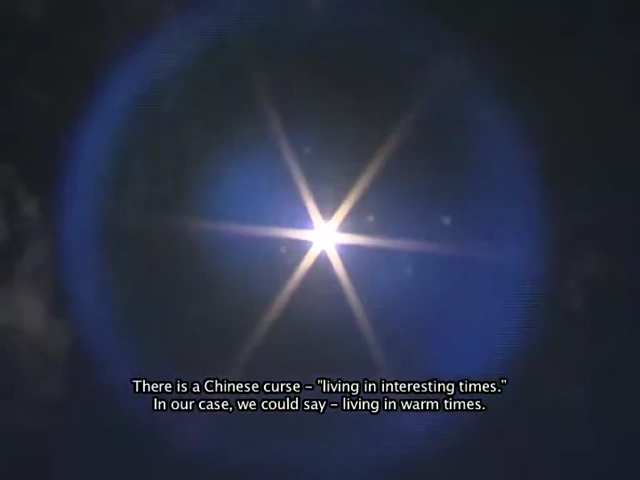 There is a Chinese curse – "living in interesting times."
In our case, we could say – living in warm times.